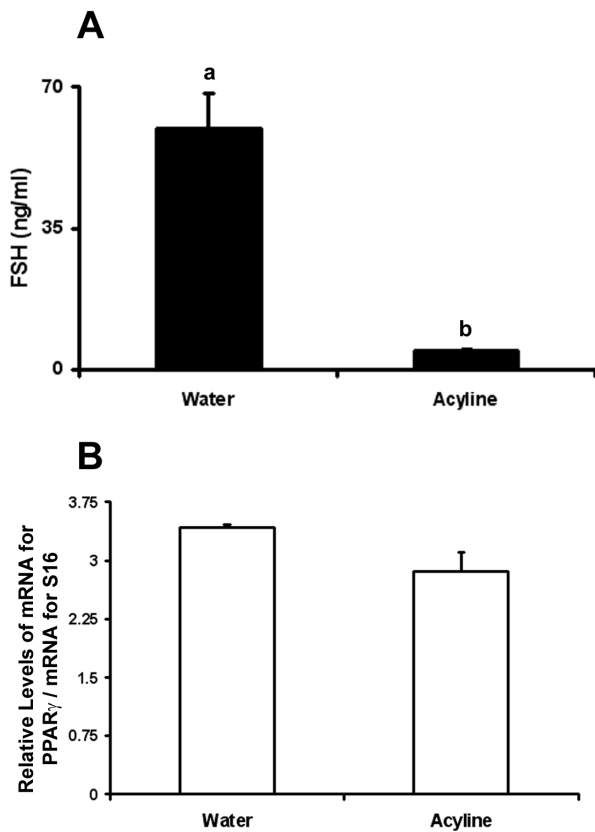 A
70
a
FSH (ng/ml)
35
b
0
Water Acyline
B
3.75
3
2.25
1.5
0.75
0
Relative Levels of mRNA for
PPARγ / mRNA for S16
Water Acyline